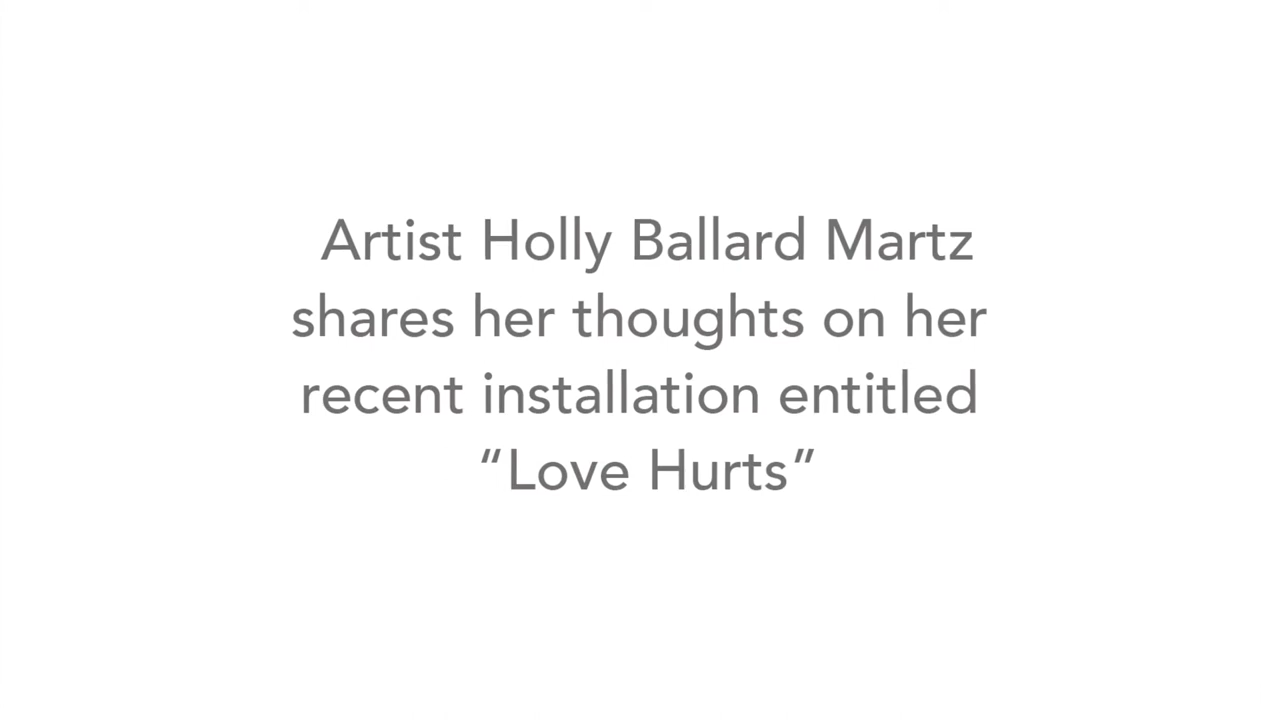 Artist Holly Ballard Martz
shares her thoughts on her
recent installation entitled
“Love Hurts”